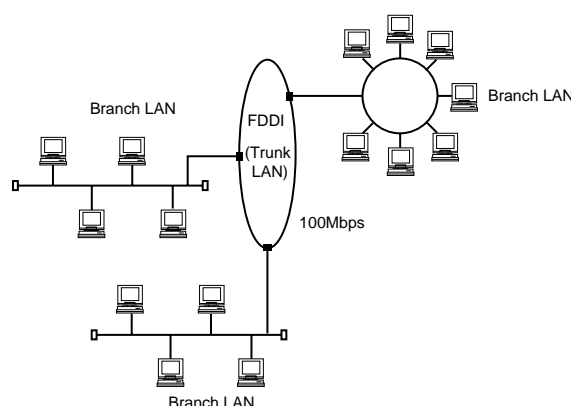 Branch LAN
FDDI
(Trunk
LAN)
Branch LAN
100Mbps
Branch LAN